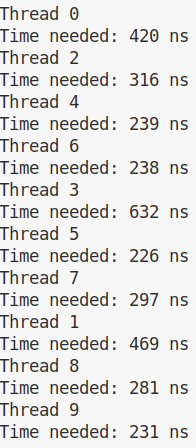 Thread 0
Time needed: 420 ns
Thread 2
Time needed: 316 ns
Thread 4
Time needed: 239 ns
Thread 6
Time needed: 238 ns
Thread 3
Time needed: 632 ns
Thread 5
Time needed: 226 ns
Thread 7
Time needed: 297 ns
Thread 1
Time needed: 469 ns
Thread 8
Time needed: 281 ns
Thread 9
Time needed: 231 ns